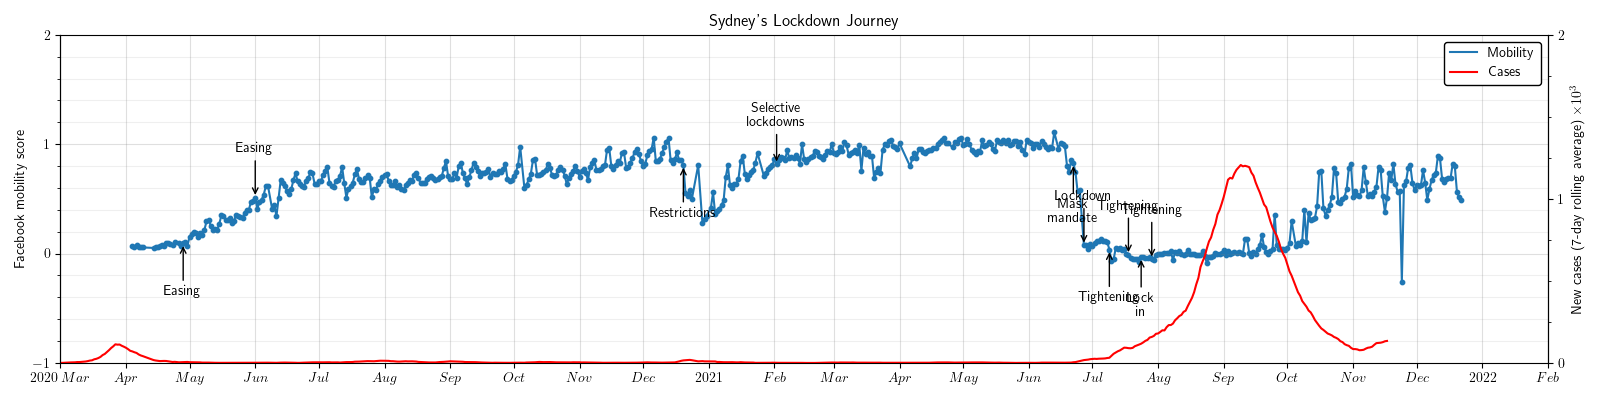 Sydney's Lockdown Journey
2
1
0
−1
Facebook mobility score
Mobility
Cases
Easing
Easing
Restrictions
Selective
lockdowns
Mask
mandate
Lockdown
Tightening
Tightening
Lock
in
Tightening
2
1
0
New cases (7-day rolling average) ×10³
2020 Mar Apr May Jun Jul Aug Sep Oct Nov Dec 2021 Feb Mar Apr May Jun Jul Aug Sep Oct Nov Dec 2022 Feb